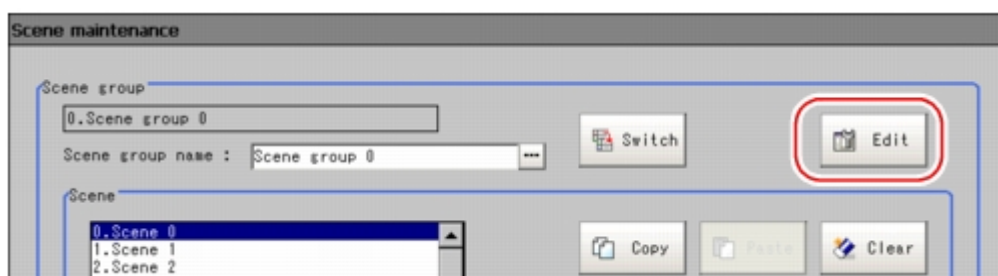 Scene maintenance
Scene group
0.Scene group 0
Switch
Edit
Scene group name : Scene group 0 ...
Scene
0.Scene 0
1.Scene 1
2.Scene 2
Copy
Paste
Clear